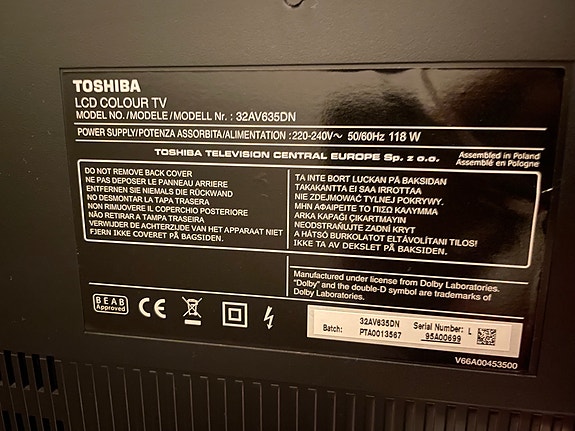 TOSHIBA
LCD COLOUR TV
MODEL NO./MODELE/MODELL Nr. : 32AV635DN
POWER SUPPLY/POTENZA ASSORBITA/ALIMENTATION : 220-240V～ 50/60Hz 118 W
TOSHIBA TELEVISION CENTRAL EUROPE Sp. z o.o.
Assembled in Poland
Assemblé en Pologne
DO NOT REMOVE BACK COVER
NE PAS DEPOSER LE PANNEAU ARRIERE
ENTFERNEN SIE NIEMALS DIE RÜCKWAND
NO DESMONTAR LA TAPA TRASERA
NON RIMUOVERE IL COPERCHIO POSTERIORE
NÃO RETIRAR A TAMPA TRASEIRA
VERWIJDER DE ACHTERZIJDE VAN HET APPARAAT NIET
FJERN IKKE COVERET PÅ BAGSIDEN.
TA INTE BORT LUCKAN PÅ BAKSIDAN
TAKAKANTTA EI SAA IRROTTAA
NIE ZDEJMOWAĆ TYLNEJ POKRYWY.
ΜΗΝ ΑΦΑΙΡΕΙΤΕ ΤΟ ΠΙΣΩ ΚΑΛΥΜΜΑ
ARKA KAPAĞI ÇIKARTMAYIN
NEODSTRAŇUJTE ZADNÍ KRYT
A HÁTSÓ BURKOLATOT ELTÁVOLÍTANI TILOS!
IKKE TA AV DEKSLET PÅ BAKSIDEN.
Manufactured under license from Dolby Laboratories.
"Dolby" and the double-D symbol are trademarks of
Dolby Laboratories.
BEAB
Approved
CE
32AV635DN
Batch: PTA0013567
Serial Number: L
95A00699
V66A00453500